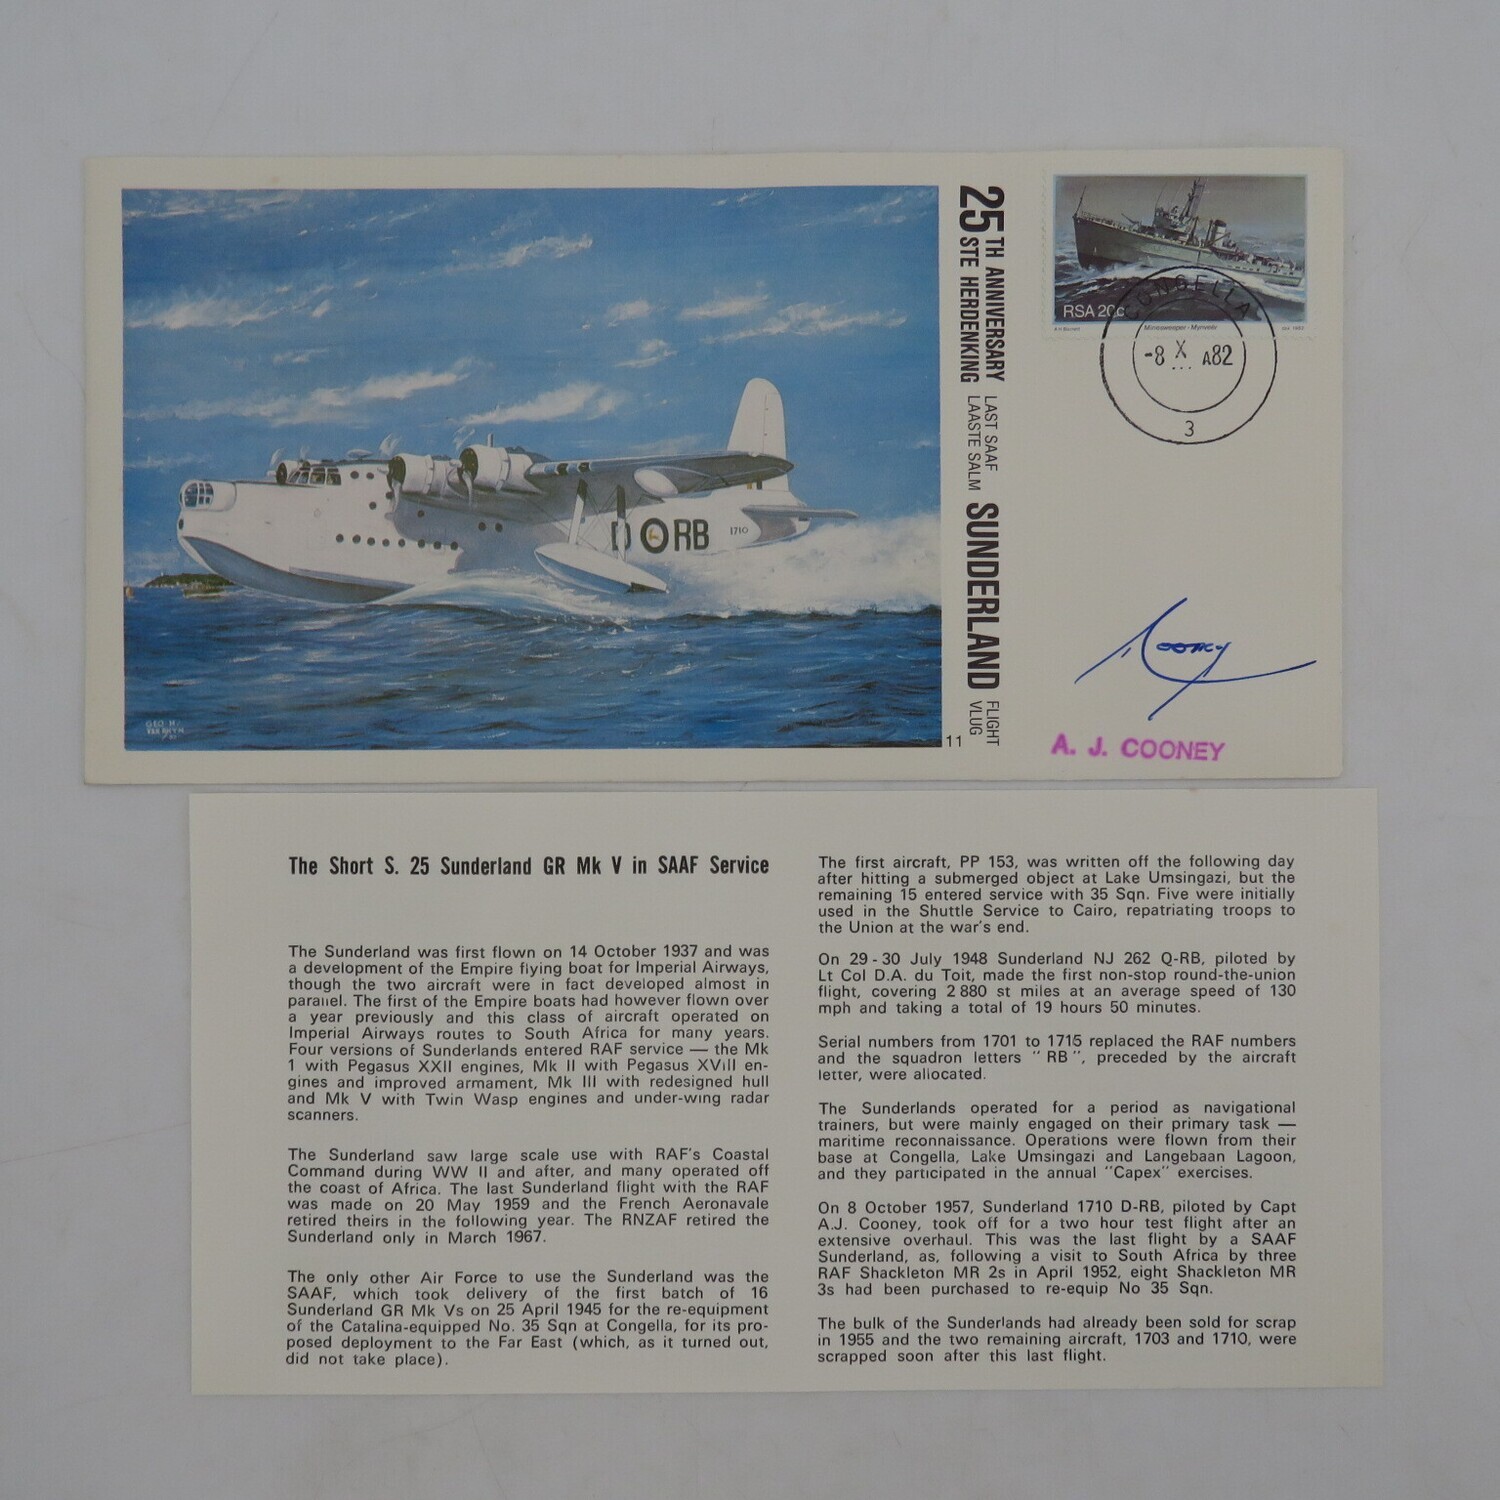 25 TH ANNIVERSARY LAST SAAF SUNDERLAND FLIGHT
STE HERDENKING LAASTE SALM VLUG
11
RSA 20c
Minesweeper · Mynveër
CONGELLA
-8 X A82
3
Cooney
A. J. COONEY
GEO H.
The Short S. 25 Sunderland GR Mk V in SAAF Service
The Sunderland was first flown on 14 October 1937 and was
a development of the Empire flying boat for Imperial Airways,
though the two aircraft were in fact developed almost in
parallel. The first of the Empire boats had however flown over
a year previously and this class of aircraft operated on
Imperial Airways routes to South Africa for many years.
Four versions of Sunderlands entered RAF service — the Mk
1 with Pegasus XXII engines, Mk II with Pegasus XVIII en-
gines and improved armament, Mk III with redesigned hull
and Mk V with Twin Wasp engines and under-wing radar
scanners.
The Sunderland saw large scale use with RAF's Coastal
Command during WW II and after, and many operated off
the coast of Africa. The last Sunderland flight with the RAF
was made on 20 May 1959 and the French Aeronavale
retired theirs in the following year. The RNZAF retired the
Sunderland only in March 1967.
The only other Air Force to use the Sunderland was the
SAAF, which took delivery of the first batch of 16
Sunderland GR Mk Vs on 25 April 1945 for the re-equipment
of the Catalina-equipped No. 35 Sqn at Congella, for its pro-
posed deployment to the Far East (which, as it turned out,
did not take place).
The first aircraft, PP 153, was written off the following day
after hitting a submerged object at Lake Umsingazi, but the
remaining 15 entered service with 35 Sqn. Five were initially
used in the Shuttle Service to Cairo, repatriating troops to
the Union at the war's end.
On 29 - 30 July 1948 Sunderland NJ 262 Q-RB, piloted by
Lt Col D.A. du Toit, made the first non-stop round-the-union
flight, covering 2 880 st miles at an average speed of 130
mph and taking a total of 19 hours 50 minutes.
Serial numbers from 1701 to 1715 replaced the RAF numbers
and the squadron letters "RB", preceded by the aircraft
letter, were allocated.
The Sunderlands operated for a period as navigational
trainers, but were mainly engaged on their primary task —
maritime reconnaissance. Operations were flown from their
base at Congella, Lake Umsingazi and Langebaan Lagoon,
and they participated in the annual "Capex" exercises.
On 8 October 1957, Sunderland 1710 D-RB, piloted by Capt
A.J. Cooney, took off for a two hour test flight after an
extensive overhaul. This was the last flight by a SAAF
Sunderland, as, following a visit to South Africa by three
RAF Shackleton MR 2s in April 1952, eight Shackleton MR
3s had been purchased to re-equip No 35 Sqn.
The bulk of the Sunderlands had already been sold for scrap
in 1955 and the two remaining aircraft, 1703 and 1710, were
scrapped soon after this last flight.
D RB 1710